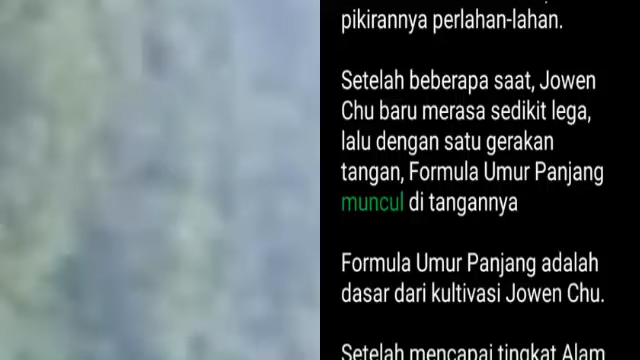 pikirannya perlahan-lahan.
Setelah beberapa saat, Jowen
Chu baru merasa sedikit lega,
lalu dengan satu gerakan
tangan, Formula Umur Panjang
muncul di tangannya
Formula Umur Panjang adalah
dasar dari kultivasi Jowen Chu.
Setelah mencapai tingkat Alam